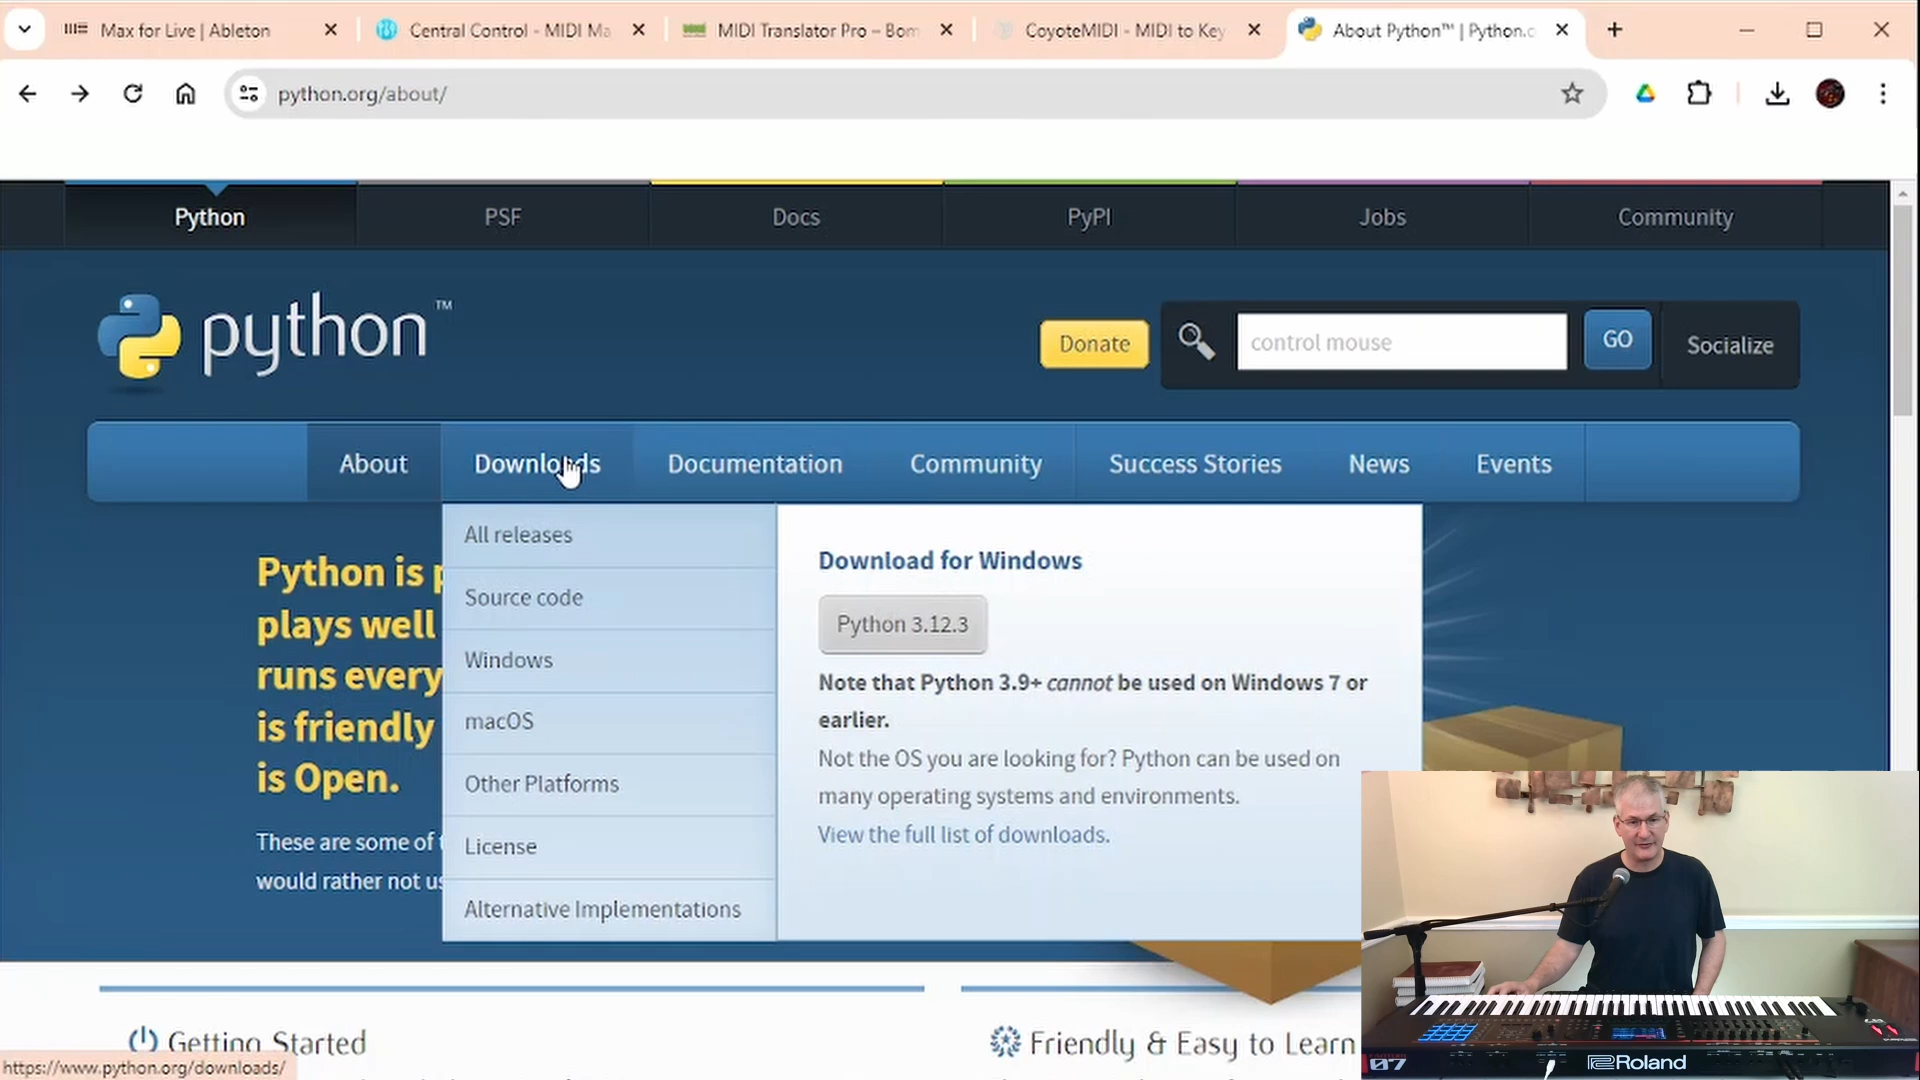 Max for Live | Ableton
Central Control - MIDI Ma
MIDI Translator Pro – Bom
CoyoteMIDI - MIDI to Key
About Python™ | Python.o
python.org/about/
Python
PSF
Docs
PyPI
Jobs
Community
python™
Donate
control mouse
GO
Socialize
About
Downloads
Documentation
Community
Success Stories
News
Events
All releases
Source code
Windows
macOS
Other Platforms
License
Alternative Implementations
Download for Windows
Python 3.12.3
Note that Python 3.9+ cannot be used on Windows 7 or
earlier.
Not the OS you are looking for? Python can be used on
many operating systems and environments.
View the full list of downloads.
Python is p
plays well
runs every
is friendly
is Open.
These are some of t
would rather not us
Getting Started
Friendly & Easy to Learn
https://www.python.org/downloads/
07
Roland